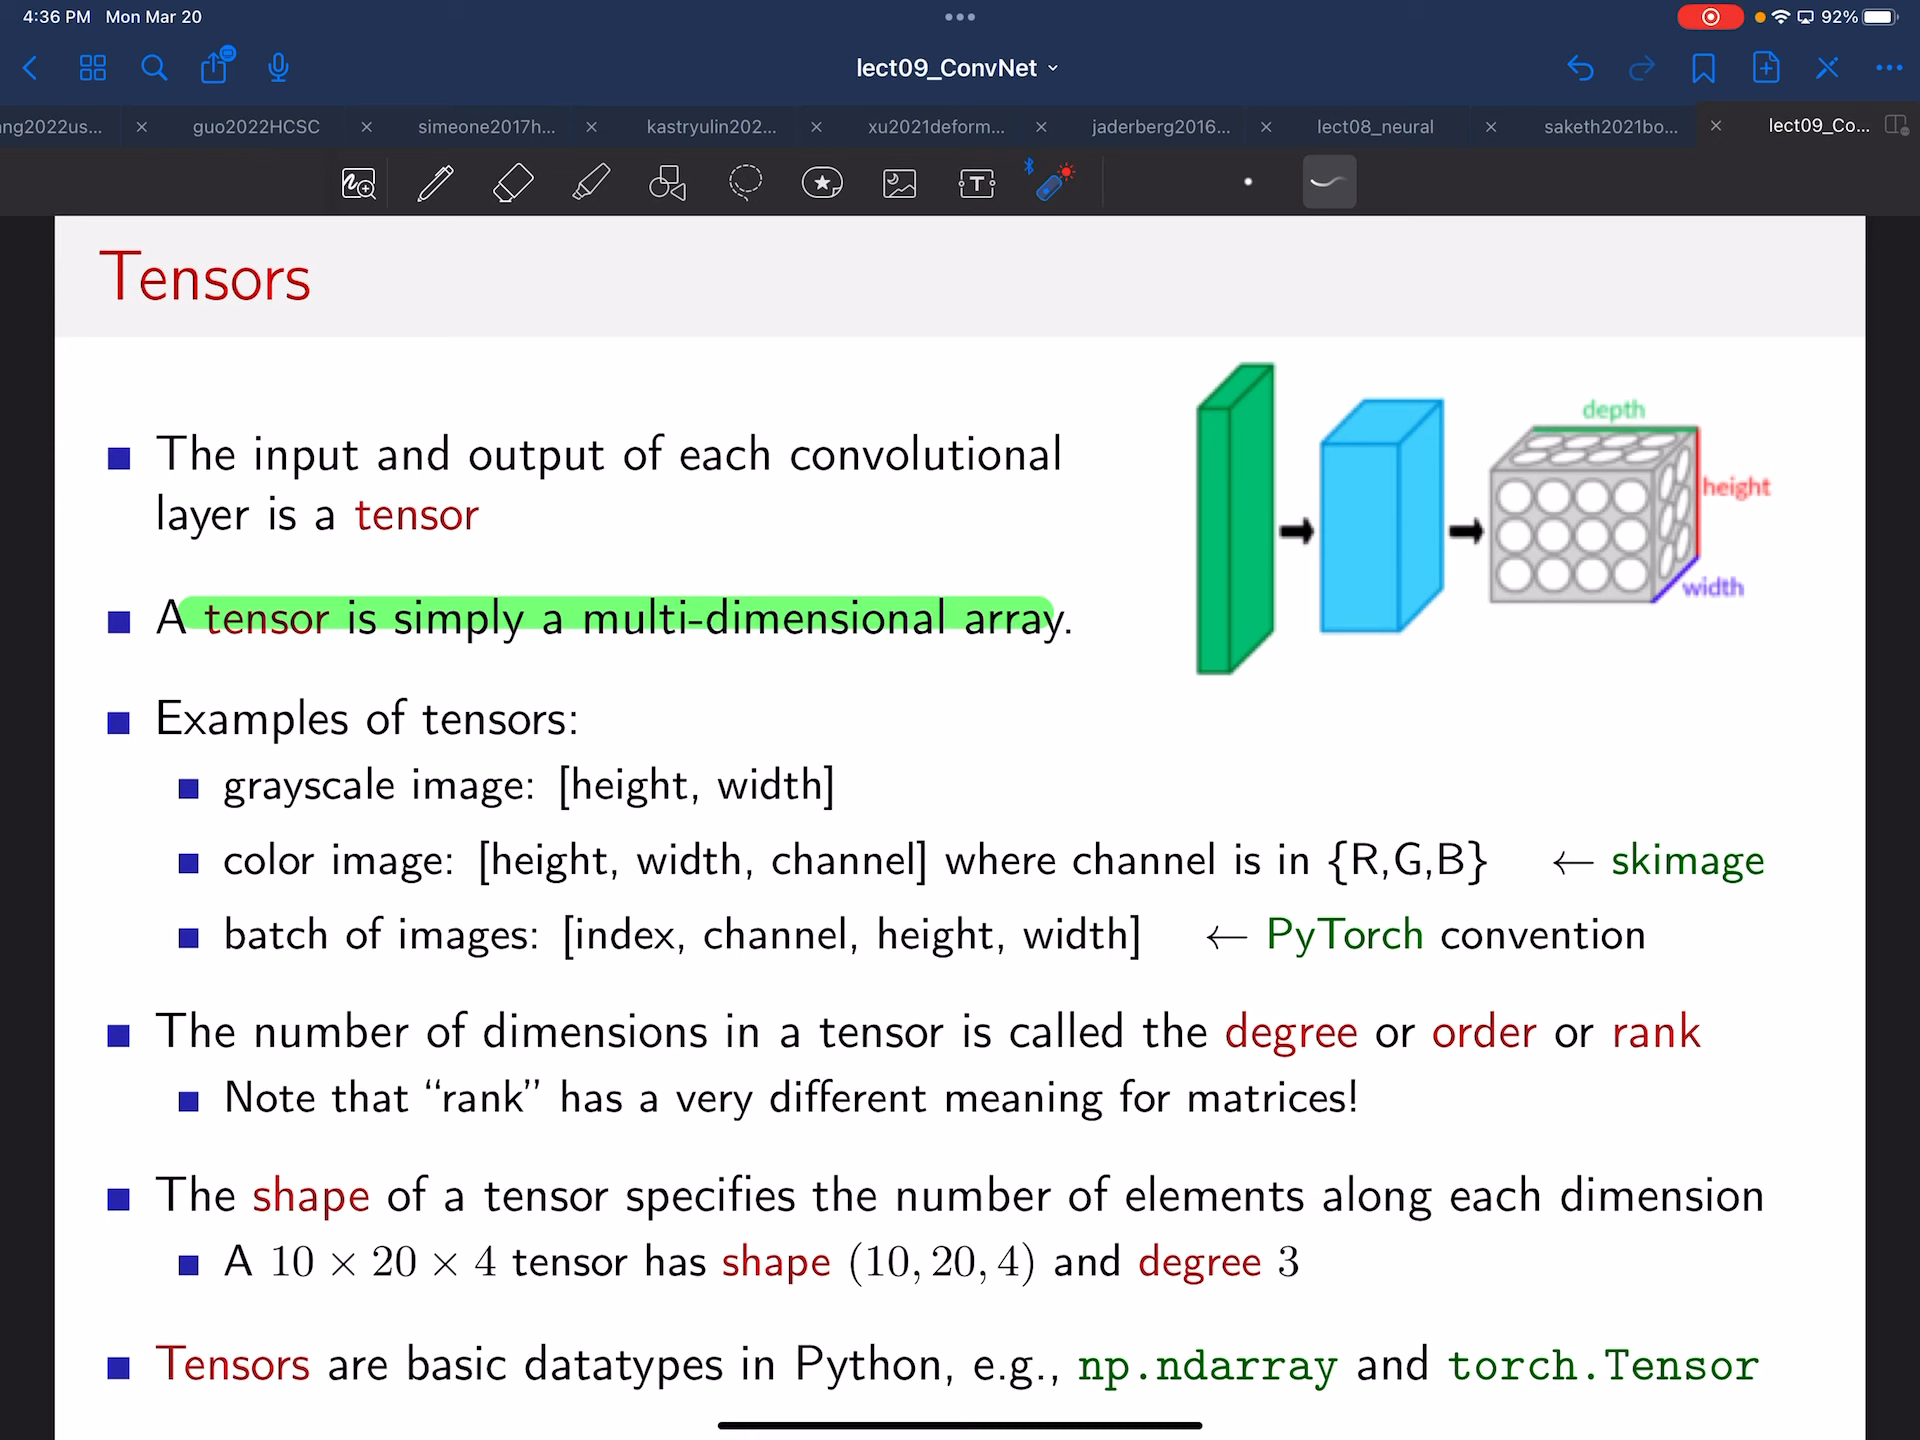 4:36 PM Mon Mar 20
92%
lect09_ConvNet
ang2022us...
guo2022HCSC
simeone2017h...
kastryulin202...
xu2021deform...
jaderberg2016...
lect08_neural
saketh2021bo...
lect09_Co...
T
Tensors
depth
height
width
The input and output of each convolutional
layer is a tensor
A tensor is simply a multi-dimensional array.
Examples of tensors:
grayscale image: [height, width]
color image: [height, width, channel] where channel is in {R,G,B} ← skimage
batch of images: [index, channel, height, width] ← PyTorch convention
The number of dimensions in a tensor is called the degree or order or rank
Note that “rank” has a very different meaning for matrices!
The shape of a tensor specifies the number of elements along each dimension
A 10 × 20 × 4 tensor has shape (10, 20, 4) and degree 3
Tensors are basic datatypes in Python, e.g., np.ndarray and torch.Tensor